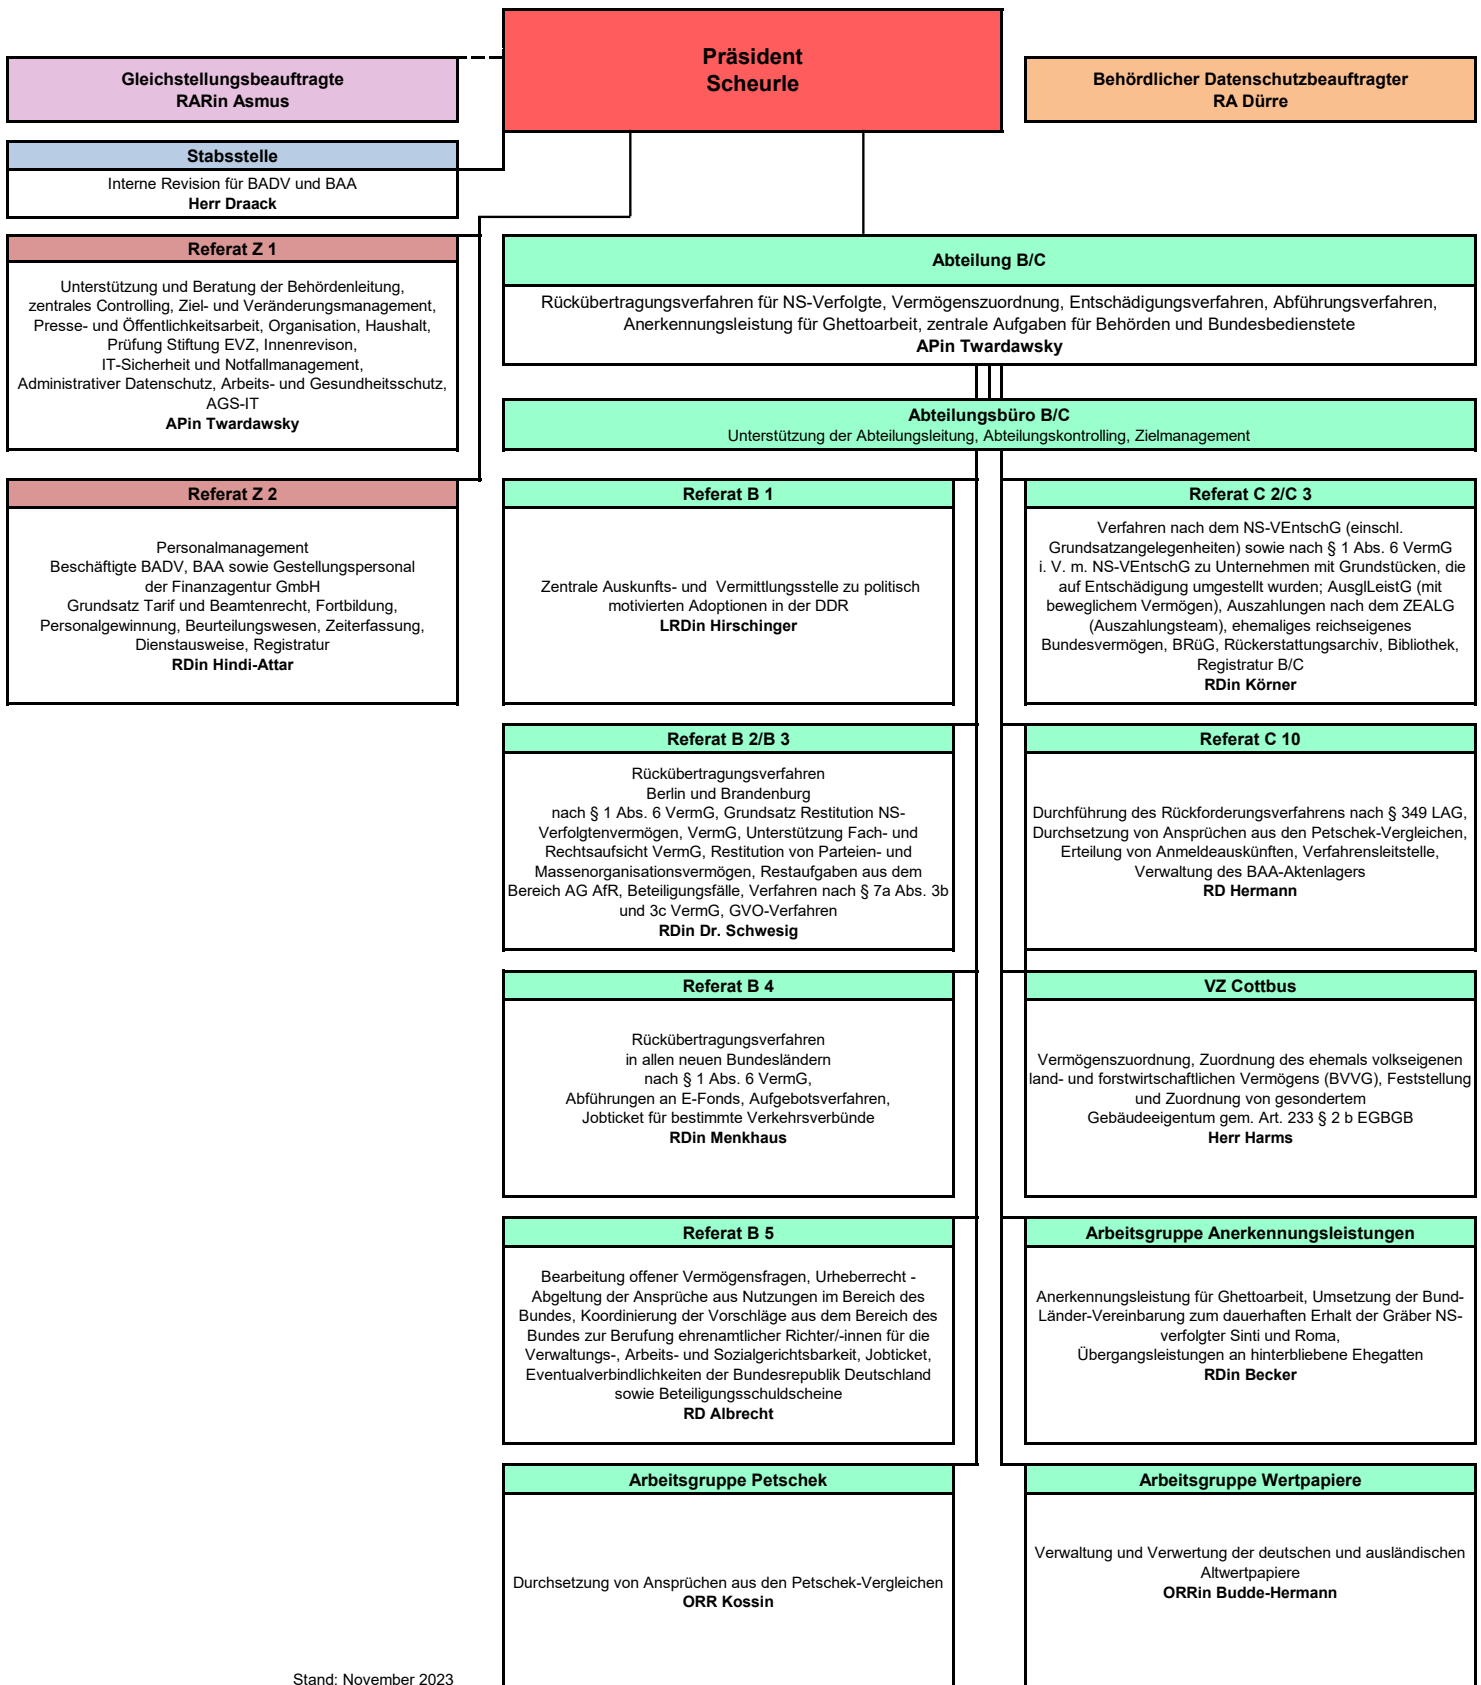 Präsident
Scheurle
Gleichstellungsbeauftragte
RARin Asmus
Behördlicher Datenschutzbeauftragter
RA Dürre
Stabsstelle
Interne Revision für BADV und BAA
Herr Draack
Referat Z 1
Unterstützung und Beratung der Behördenleitung,
zentrales Controlling, Ziel- und Veränderungsmanagement,
Presse- und Öffentlichkeitsarbeit, Organisation, Haushalt,
Prüfung Stiftung EVZ, Innenrevison,
IT-Sicherheit und Notfallmanagement,
Administrativer Datenschutz, Arbeits- und Gesundheitsschutz,
AGS-IT
APin Twardawsky
Abteilung B/C
Rückübertragungsverfahren für NS-Verfolgte, Vermögenszuordnung, Entschädigungsverfahren, Abführungsverfahren,
Anerkennungsleistung für Ghettoarbeit, zentrale Aufgaben für Behörden und Bundesbedienstete
APin Twardawsky
Abteilungsbüro B/C
Unterstützung der Abteilungsleitung, Abteilungskontrolling, Zielmanagement
Referat Z 2
Personalmanagement
Beschäftigte BADV, BAA sowie Gestellungspersonal
der Finanzagentur GmbH
Grundsatz Tarif und Beamtenrecht, Fortbildung,
Personalgewinnung, Beurteilungswesen, Zeiterfassung,
Dienstausweise, Registratur
RDin Hindi-Attar
Referat B 1
Zentrale Auskunfts- und  Vermittlungsstelle zu politisch
motivierten Adoptionen in der DDR
LRDin Hirschinger
Referat C 2/C 3
Verfahren nach dem NS-VEntschG (einschl.
Grundsatzangelegenheiten) sowie nach § 1 Abs. 6 VermG
i. V. m. NS-VEntschG zu Unternehmen mit Grundstücken, die
auf Entschädigung umgestellt wurden; AusglLeistG (mit
beweglichem Vermögen), Auszahlungen nach dem ZEALG
(Auszahlungsteam), ehemaliges reichseigenes
Bundesvermögen, BRüG, Rückerstattungsarchiv, Bibliothek,
Registratur B/C
RDin Körner
Referat B 2/B 3
Rückübertragungsverfahren
Berlin und Brandenburg
nach § 1 Abs. 6 VermG, Grundsatz Restitution NS-
Verfolgtenvermögen, VermG, Unterstützung Fach- und
Rechtsaufsicht VermG, Restitution von Parteien- und
Massenorganisationsvermögen, Restaufgaben aus dem
Bereich AG AfR, Beteiligungsfälle, Verfahren nach § 7a Abs. 3b
und 3c VermG, GVO-Verfahren
RDin Dr. Schwesig
Referat C 10
Durchführung des Rückforderungsverfahrens nach § 349 LAG,
Durchsetzung von Ansprüchen aus den Petschek-Vergleichen,
Erteilung von Anmeldeauskünften, Verfahrensleitstelle,
Verwaltung des BAA-Aktenlagers
RD Hermann
Referat B 4
Rückübertragungsverfahren
in allen neuen Bundesländern
nach § 1 Abs. 6 VermG,
Abführungen an E-Fonds, Aufgebotsverfahren,
Jobticket für bestimmte Verkehrsverbünde
RDin Menkhaus
VZ Cottbus
Vermögenszuordnung, Zuordnung des ehemals volkseigenen
land- und forstwirtschaftlichen Vermögens (BVVG), Feststellung
und Zuordnung von gesondertem
Gebäudeeigentum gem. Art. 233 § 2 b EGBGB
Herr Harms
Referat B 5
Bearbeitung offener Vermögensfragen, Urheberrecht -
Abgeltung der Ansprüche aus Nutzungen im Bereich des
Bundes, Koordinierung der Vorschläge aus dem Bereich des
Bundes zur Berufung ehrenamtlicher Richter/-innen für die
Verwaltungs-, Arbeits- und Sozialgerichtsbarkeit, Jobticket,
Eventualverbindlichkeiten der Bundesrepublik Deutschland
sowie Beteiligungsschuldscheine
RD Albrecht
Arbeitsgruppe Anerkennungsleistungen
Anerkennungsleistung für Ghettoarbeit, Umsetzung der Bund-
Länder-Vereinbarung zum dauerhaften Erhalt der Gräber NS-
verfolgter Sinti und Roma,
Übergangsleistungen an hinterbliebene Ehegatten
RDin Becker
Arbeitsgruppe Petschek
Durchsetzung von Ansprüchen aus den Petschek-Vergleichen
ORR Kossin
Arbeitsgruppe Wertpapiere
Verwaltung und Verwertung der deutschen und ausländischen
Altwertpapiere
ORRin Budde-Hermann
Stand: November 2023